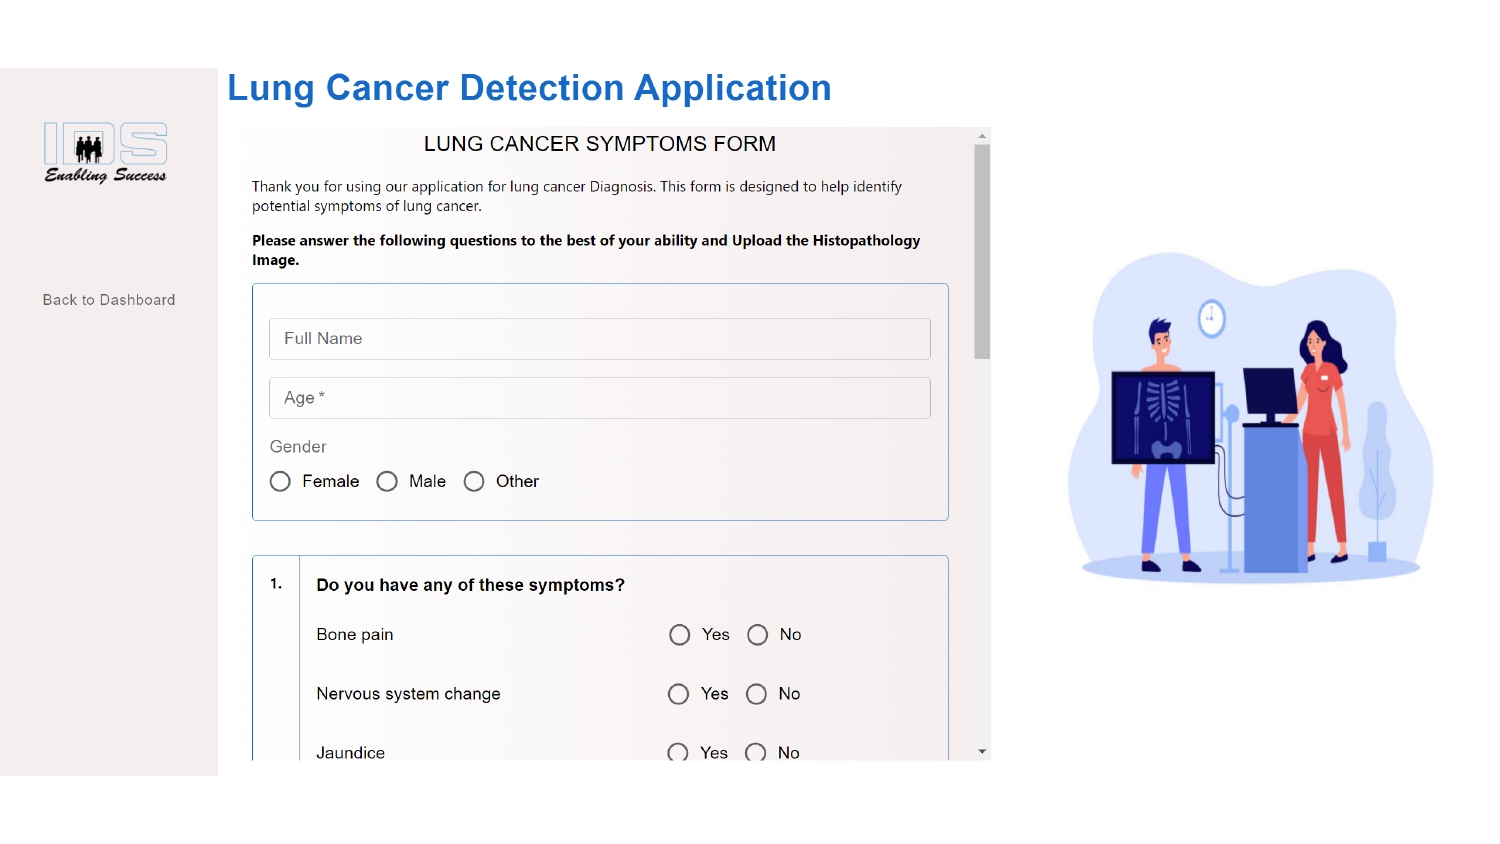 Lung Cancer Detection Application
IDS
Enabling Success
Back to Dashboard
LUNG CANCER SYMPTOMS FORM
Thank you for using our application for lung cancer Diagnosis. This form is designed to help identify
potential symptoms of lung cancer.
Please answer the following questions to the best of your ability and Upload the Histopathology
Image.
Full Name
Age *
Gender
Female Male Other
1. Do you have any of these symptoms?
Bone pain Yes No
Nervous system change Yes No
Jaundice Yes No